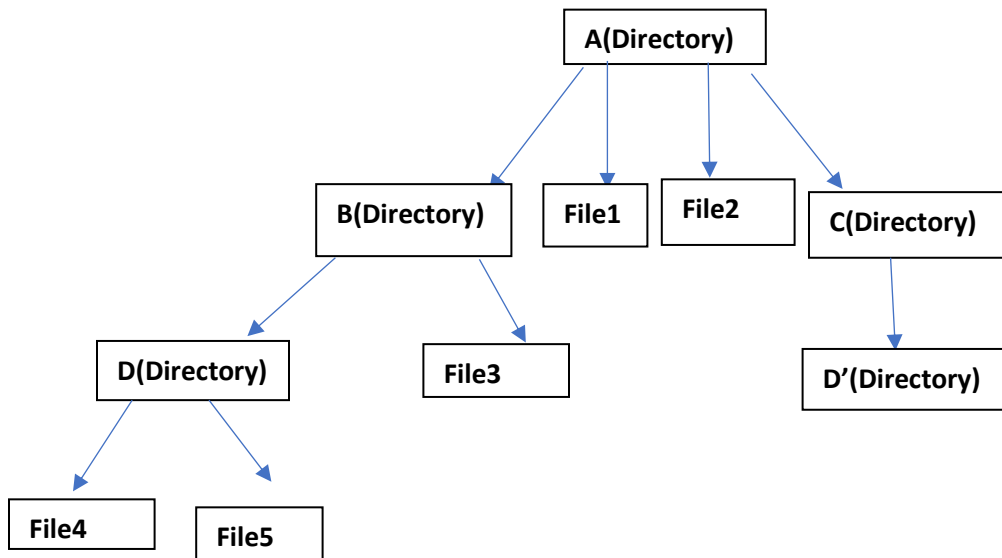 A(Directory)
B(Directory)
File1
File2
C(Directory)
D(Directory)
File3
D’(Directory)
File4
File5